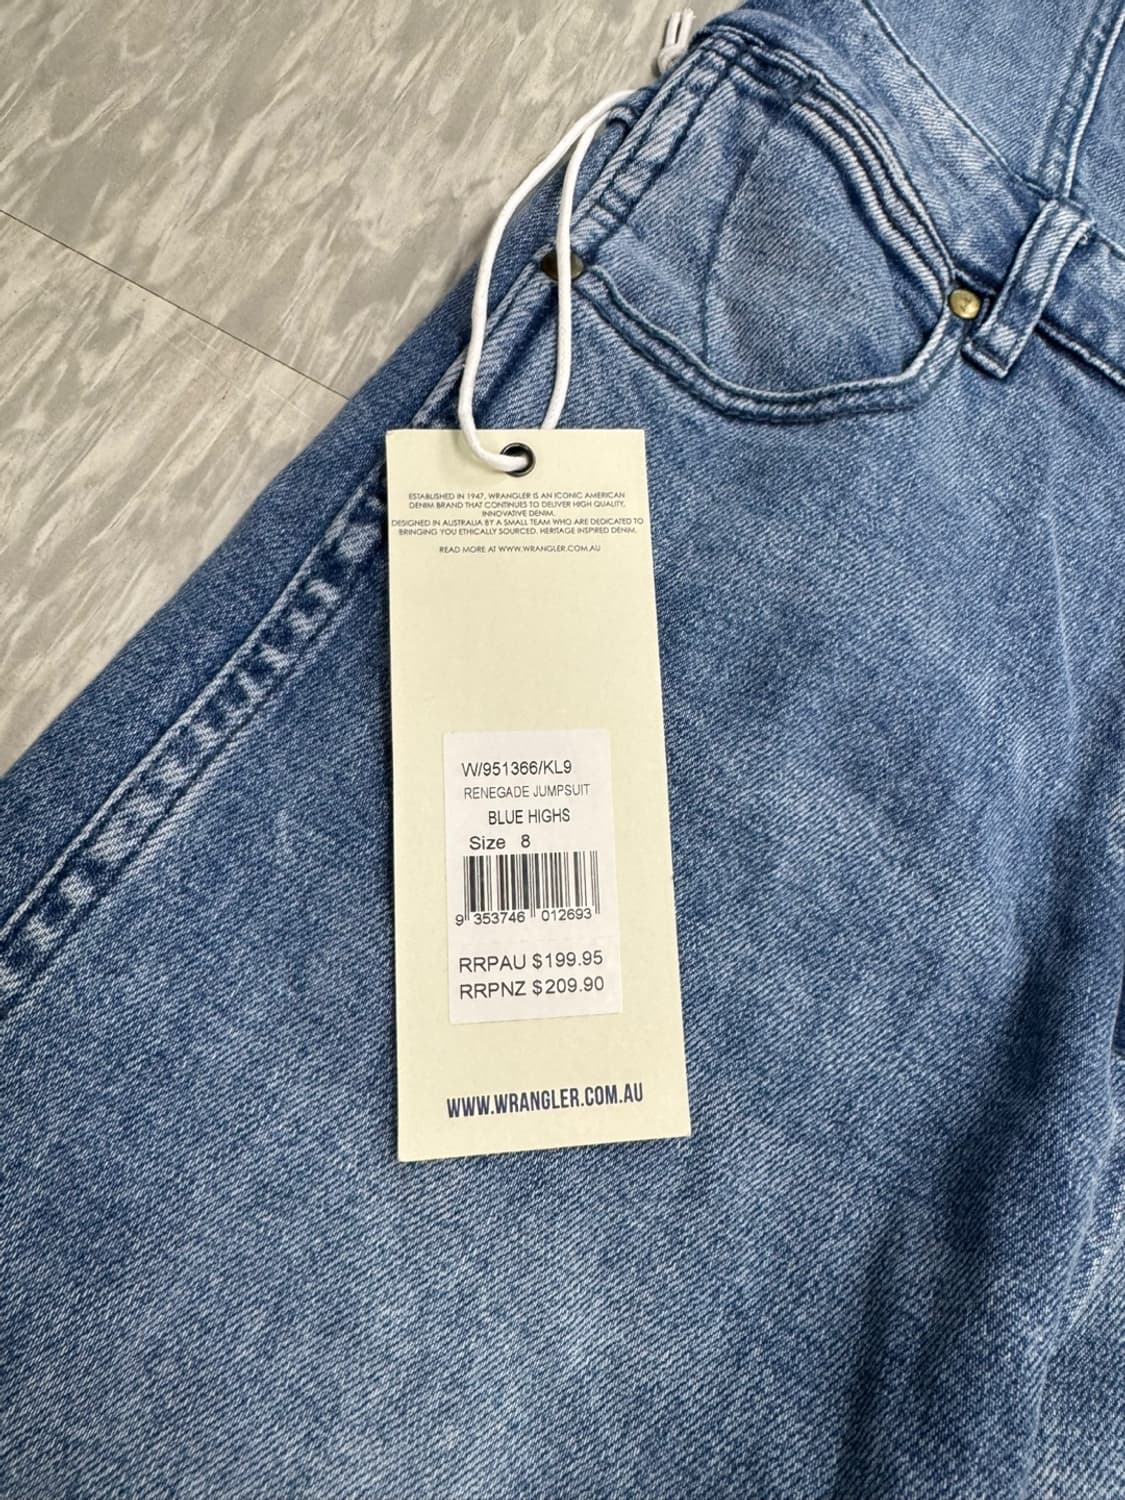 ESTABLISHED IN 1947, WRANGLER IS AN ICONIC AMERICAN
DENIM BRAND THAT CONTINUES TO DELIVER HIGH QUALITY,
INNOVATIVE DENIM.
DESIGNED IN AUSTRALIA BY A SMALL TEAM WHO ARE DEDICATED TO
BRINGING YOU ETHICALLY SOURCED, HERITAGE INSPIRED DENIM.
READ MORE AT WWW.WRANGLER.COM.AU
W/951366/KL9
RENEGADE JUMPSUIT
BLUE HIGHS
Size 8
9 353746 012693
RRPAU $199.95
RRPNZ $209.90
WWW.WRANGLER.COM.AU